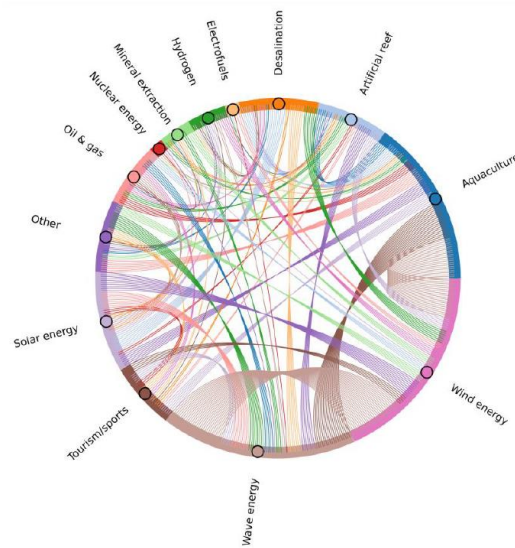 Desalination
Artificial reef
Electrofuels
Hydrogen
Mineral extraction
Nuclear energy
Oil & gas
Aquaculture
Other
Solar energy
Wind energy
Tourism/sports
Wave energy